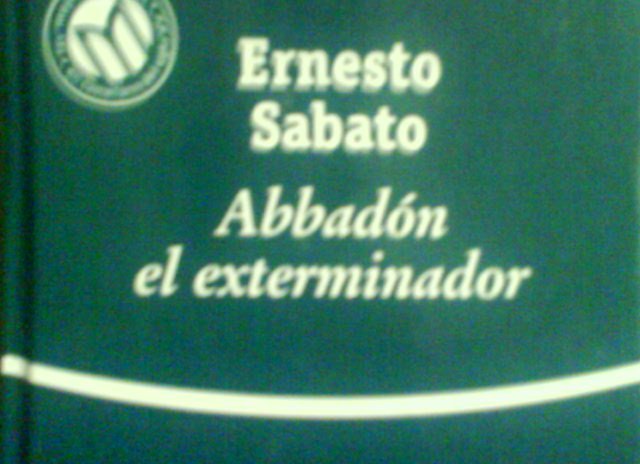 Ernesto
Sabato
Abbadón
el exterminador